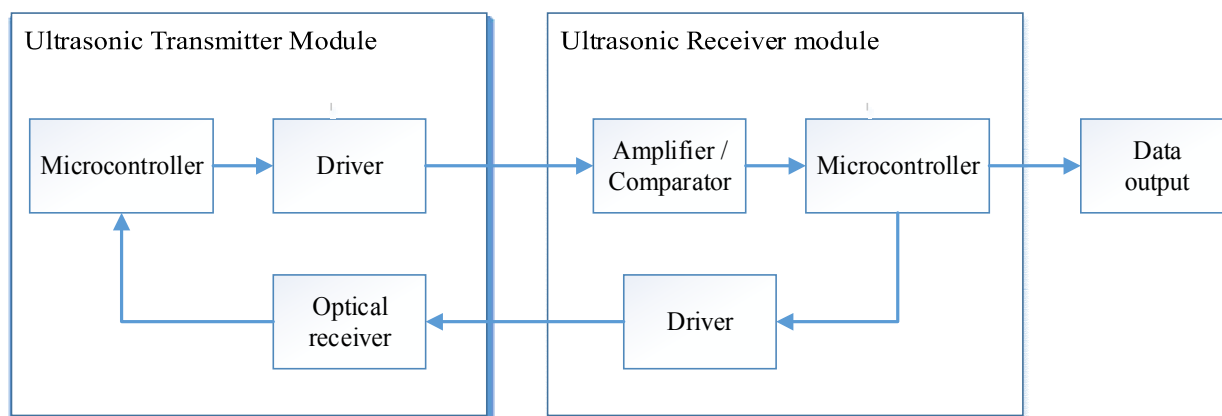 Ultrasonic Transmitter Module
Ultrasonic Receiver module
Microcontroller
Driver
Amplifier /
Comparator
Microcontroller
Data
output
Optical
receiver
Driver